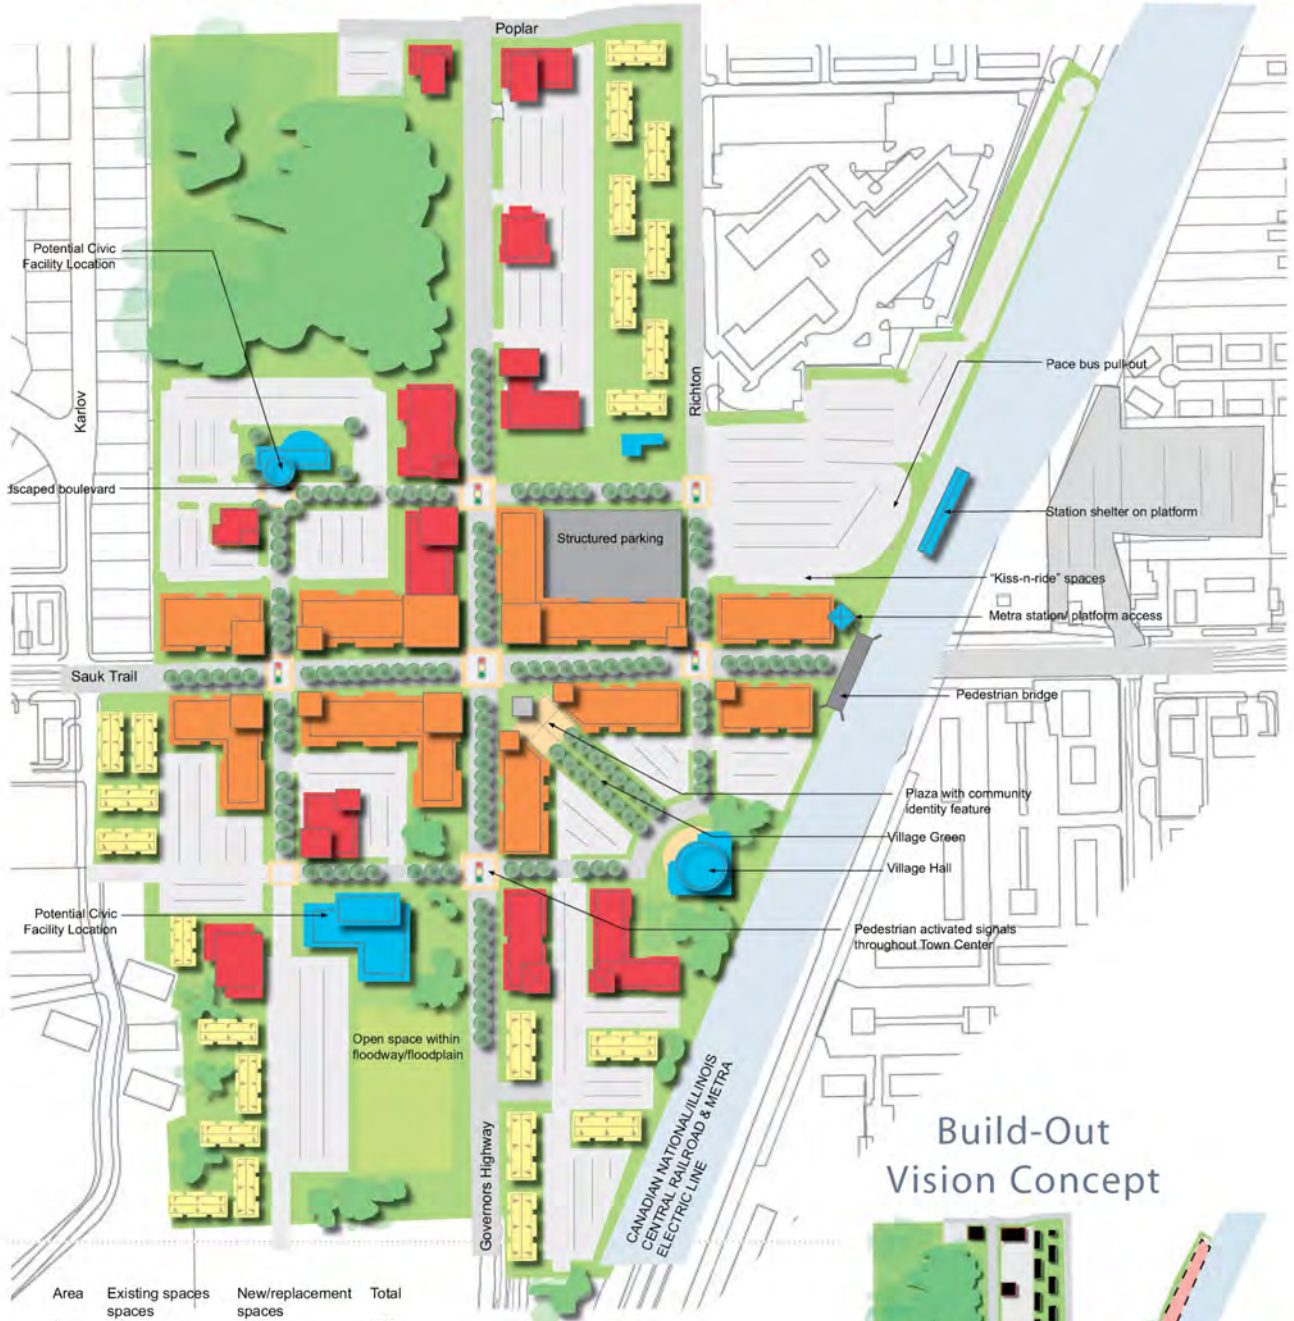 Poplar
Potential Civic
Facility Location
Karlov
Richton
Pace bus pull-out
dscaped boulevard
Structured parking
Station shelter on platform
"Kiss-n-ride" spaces
Metra station/ platform access
Sauk Trail
Pedestrian bridge
Plaza with community
identity feature
Village Green
Village Hall
Potential Civic
Facility Location
Pedestrian activated signals
throughout Town Center
Open space within
floodway/floodplain
Governors Highway
CANADIAN NATIONAL/ILLINOIS
CENTRAL RAILROAD & METRA
ELECTRIC LINE
Build-Out
Vision Concept
Area Existing spaces New/replacement Total
spaces spaces